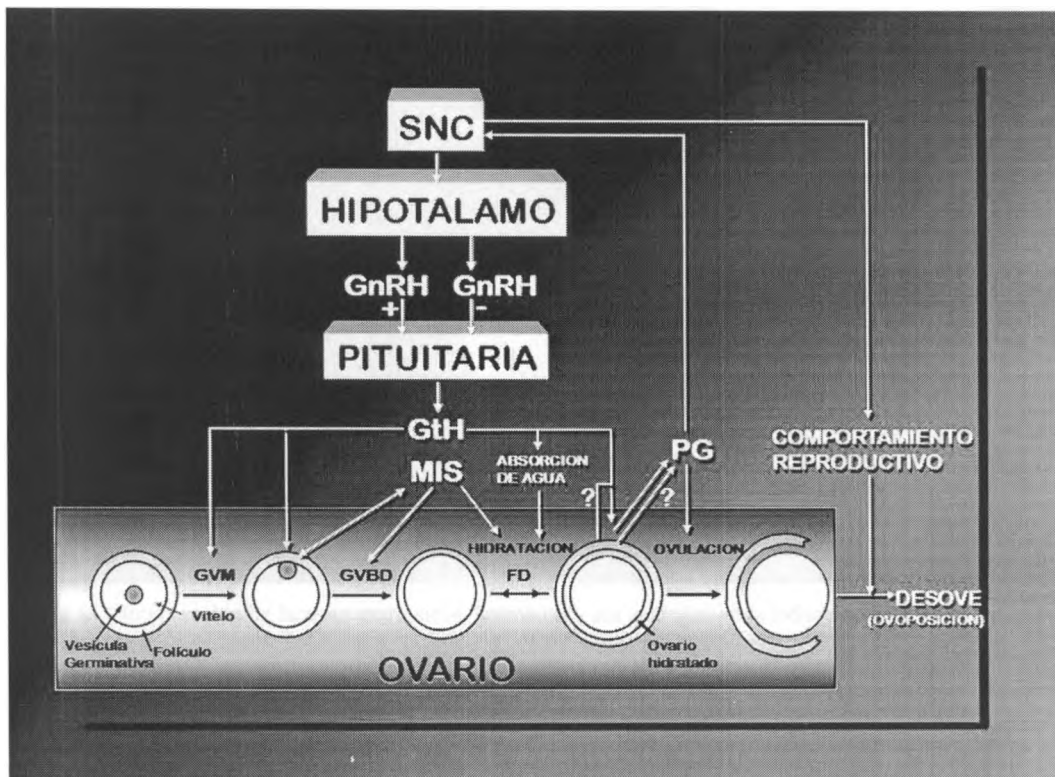 SNC
HIPOTALAMO
GnRH GnRH
+ -
PITUITARIA
GtH
MIS
ABSORCION
DE AGUA
PG
COMPORTAMIENTO
REPRODUCTIVO
? ?
HIDRATACION
OVULACION
GVM
GVBD
FD
Vitelo
Vesícula
Germinativa
Folículo
Ovario
hidratado
OVARIO
DESOVE
(OVOPOSICION)